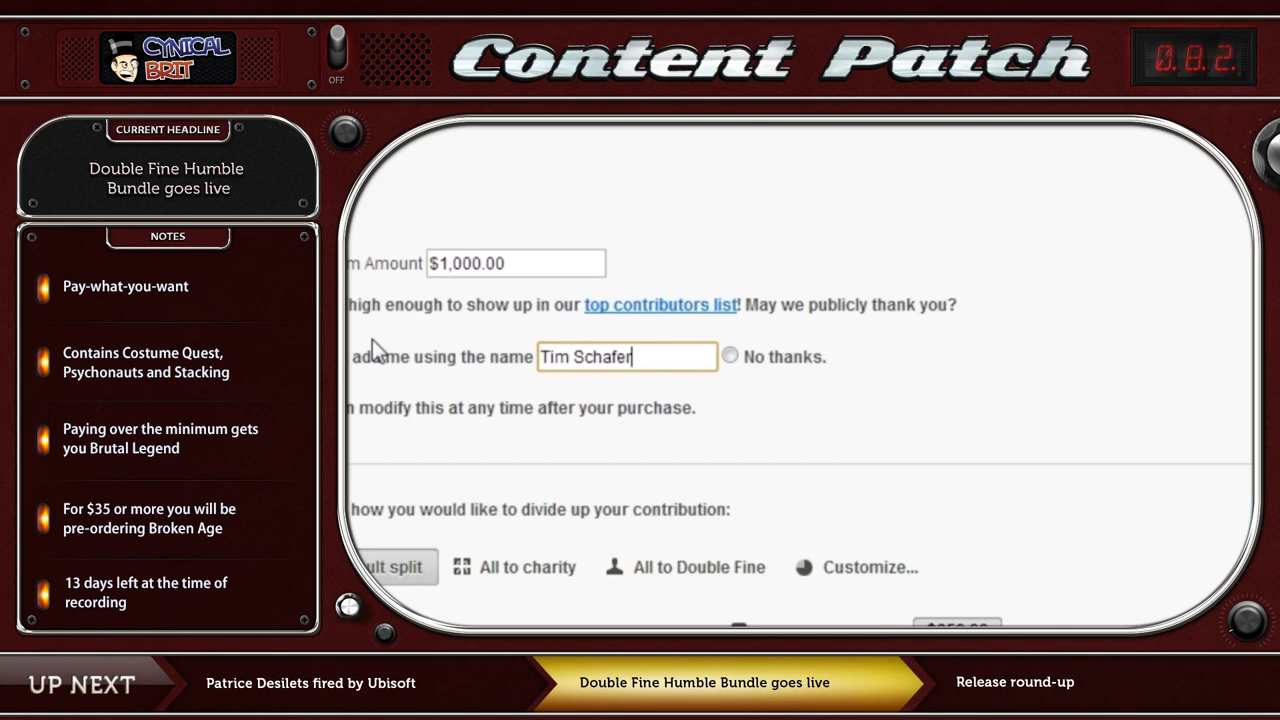 CYNICAL
BRIT
OFF
Content Patch
0.8.2.
CURRENT HEADLINE
Double Fine Humble
Bundle goes live
NOTES
Pay-what-you-want
Contains Costume Quest,
Psychonauts and Stacking
Paying over the minimum gets
you Brutal Legend
For $35 or more you will be
pre-ordering Broken Age
13 days left at the time of
recording
m Amount $1,000.00
high enough to show up in our top contributors list! May we publicly thank you?
me using the name Tim Schafer No thanks.
n modify this at any time after your purchase.
how you would like to divide up your contribution:
ult split All to charity All to Double Fine Customize...
UP NEXT Patrice Desilets fired by Ubisoft Double Fine Humble Bundle goes live Release round-up